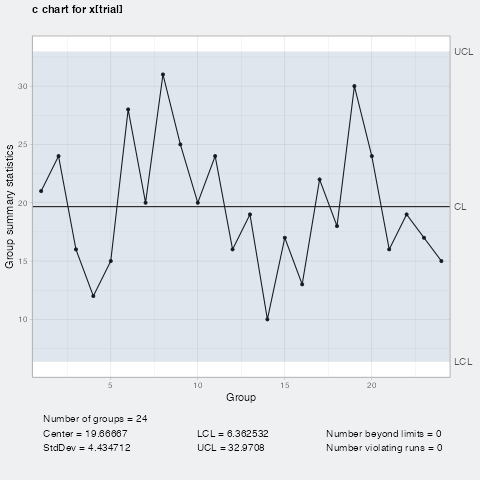 c chart for x[trial]
UCL
30
25
20
15
10
CL
LCL
Group summary statistics
5 10 15 20
Group
Number of groups = 24
Center = 19.66667 LCL = 6.362532 Number beyond limits = 0
StdDev = 4.434712 UCL = 32.9708 Number violating runs = 0